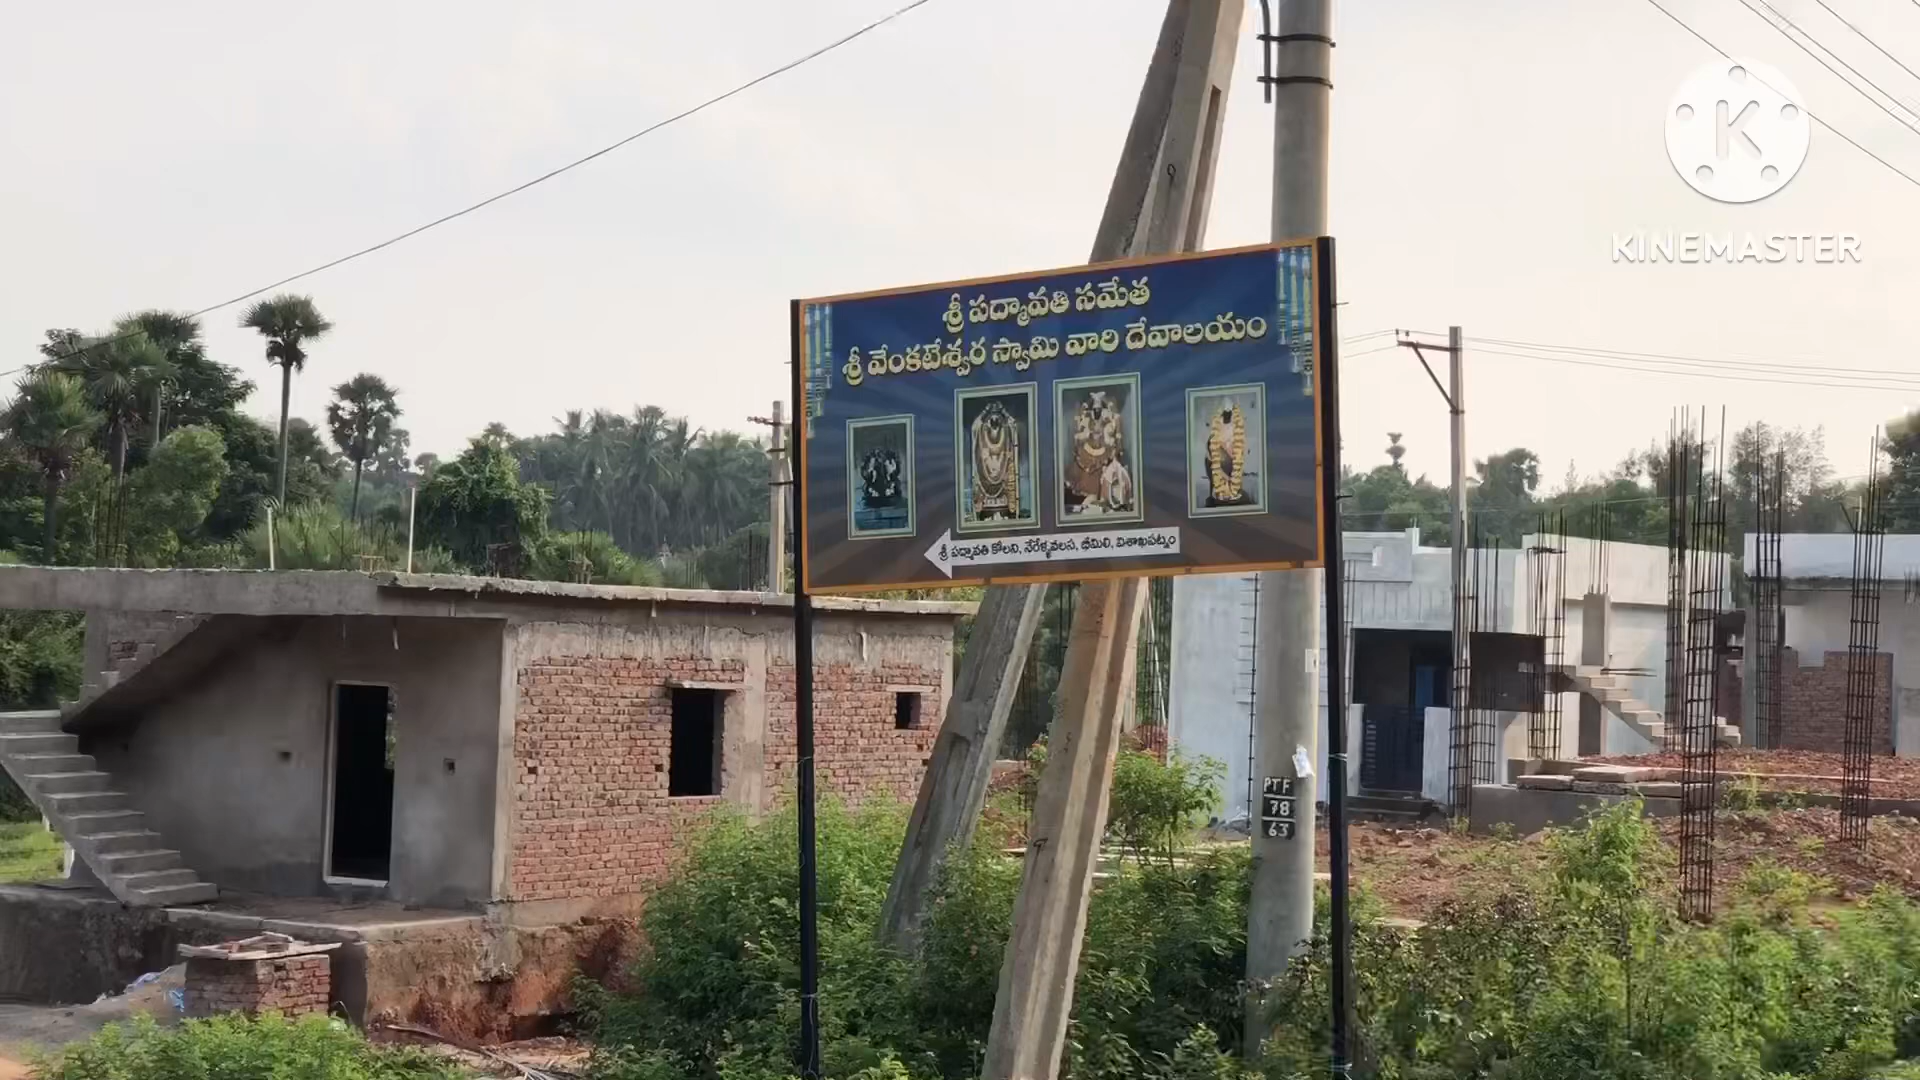 శ్రీ పద్మావతి సమేత
శ్రీ వేంకటేశ్వర స్వామి వారి దేవాలయం
శ్రీ పద్మావతి కోలని, నేరేళ్ళవలస, భీమిలి, విశాఖపట్నం
PTF
78
63
K
KINEMASTER